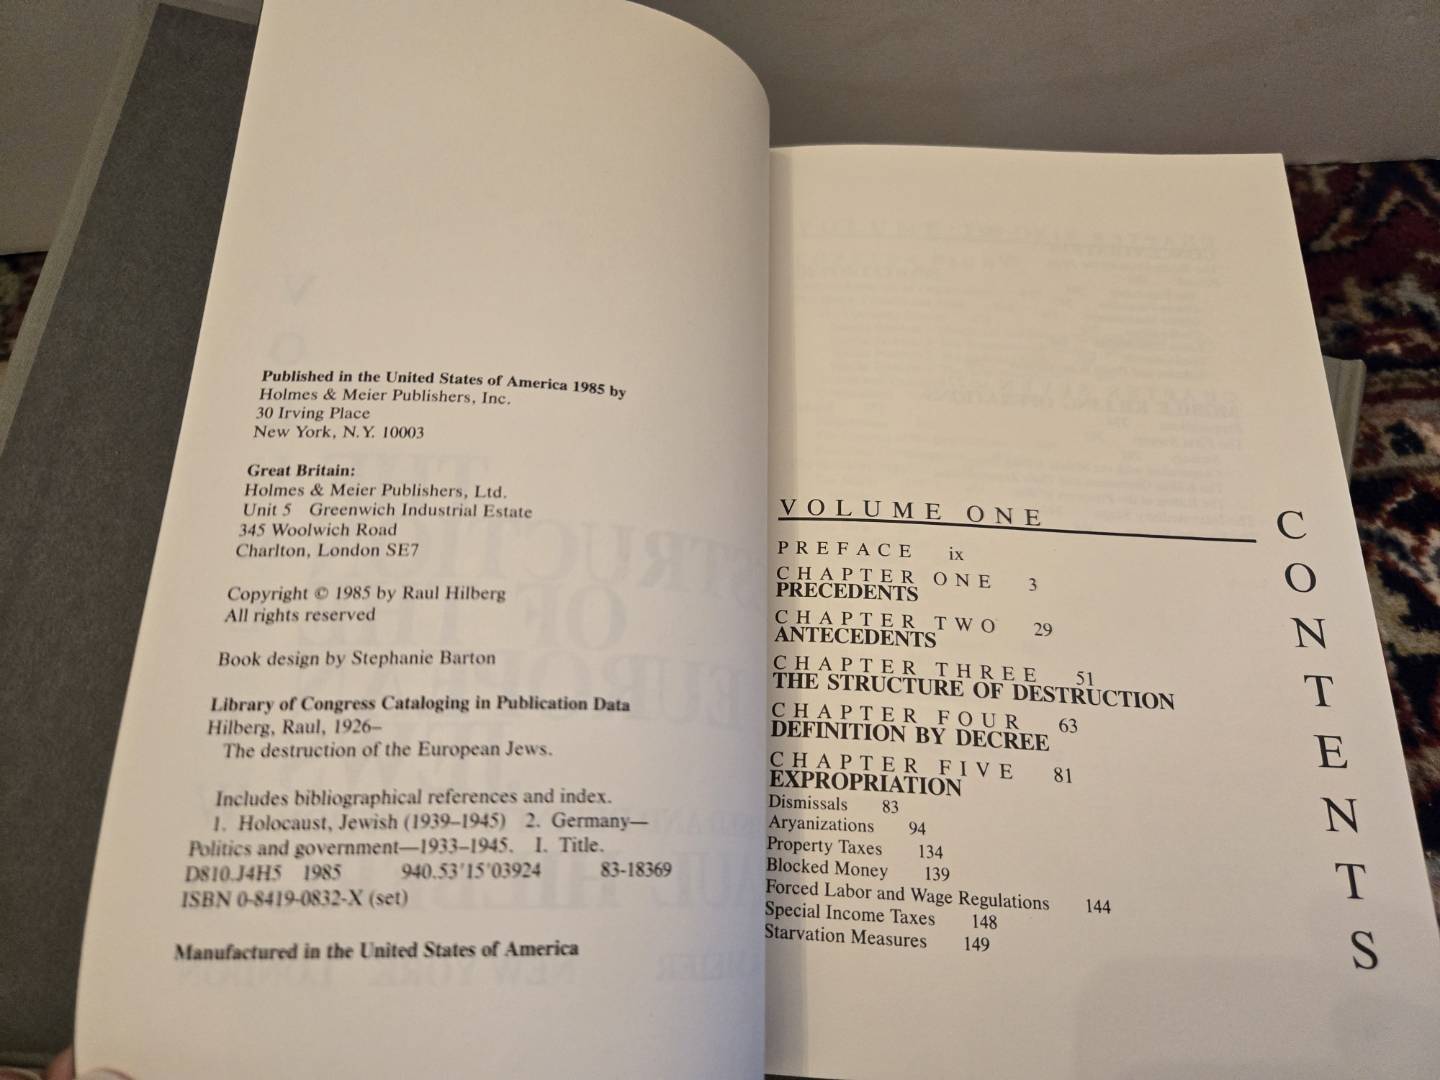 Published in the United States of America 1985 by
Holmes & Meier Publishers, Inc.
30 Irving Place
New York, N.Y. 10003
Great Britain:
Holmes & Meier Publishers, Ltd.
Unit 5 Greenwich Industrial Estate
345 Woolwich Road
Charlton, London SE7
Copyright © 1985 by Raul Hilberg
All rights reserved
Book design by Stephanie Barton
Library of Congress Cataloging in Publication Data
Hilberg, Raul, 1926–
The destruction of the European Jews.
Includes bibliographical references and index.
1. Holocaust, Jewish (1939–1945) 2. Germany—
Politics and government—1933–1945. I. Title.
D810.J4H5 1985 940.53'15'03924 83-18369
ISBN 0-8419-0832-X (set)
Manufactured in the United States of America
VOLUME ONE
PREFACE ix
CHAPTER ONE 3
PRECEDENTS
CHAPTER TWO 29
ANTECEDENTS
CHAPTER THREE 51
THE STRUCTURE OF DESTRUCTION
CHAPTER FOUR 63
DEFINITION BY DECREE
CHAPTER FIVE 81
EXPROPRIATION
Dismissals 83
Aryanizations 94
Property Taxes 134
Blocked Money 139
Forced Labor and Wage Regulations 144
Special Income Taxes 148
Starvation Measures 149
CONTENTS